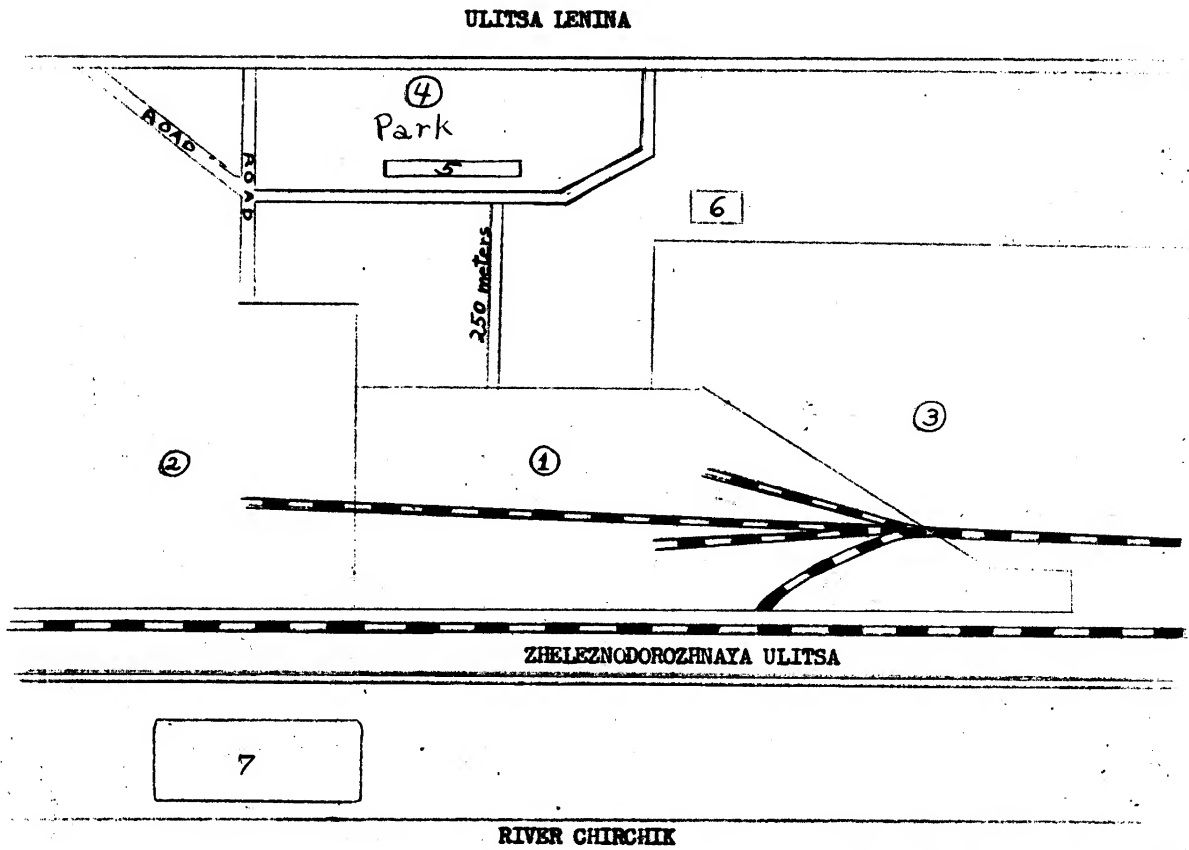 ULITSA LENINA
4
Park
ROAD
ROAD
5
6
250 meters
3
2
1
ZHELEZNODOROZHNAYA ULITSA
7
RIVER CHIRCHIK